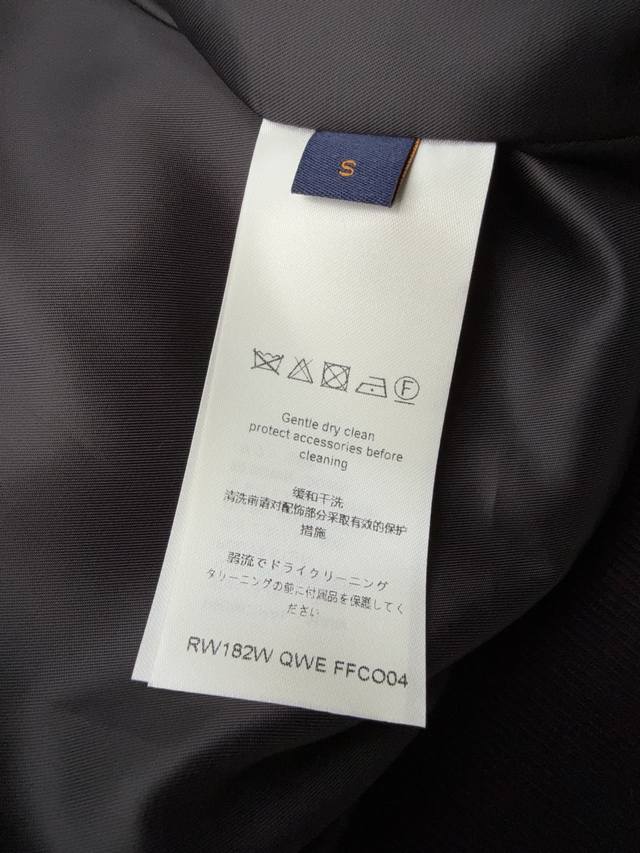 S
F
Gentle dry clean
protect accessories before
cleaning
缓和干洗
清洗前请对配饰部分采取有效的保护
措施
弱流でドライクリーニング
タリーニングの前に付属品を保護してく
ださい
RW182W QWE FFCO04